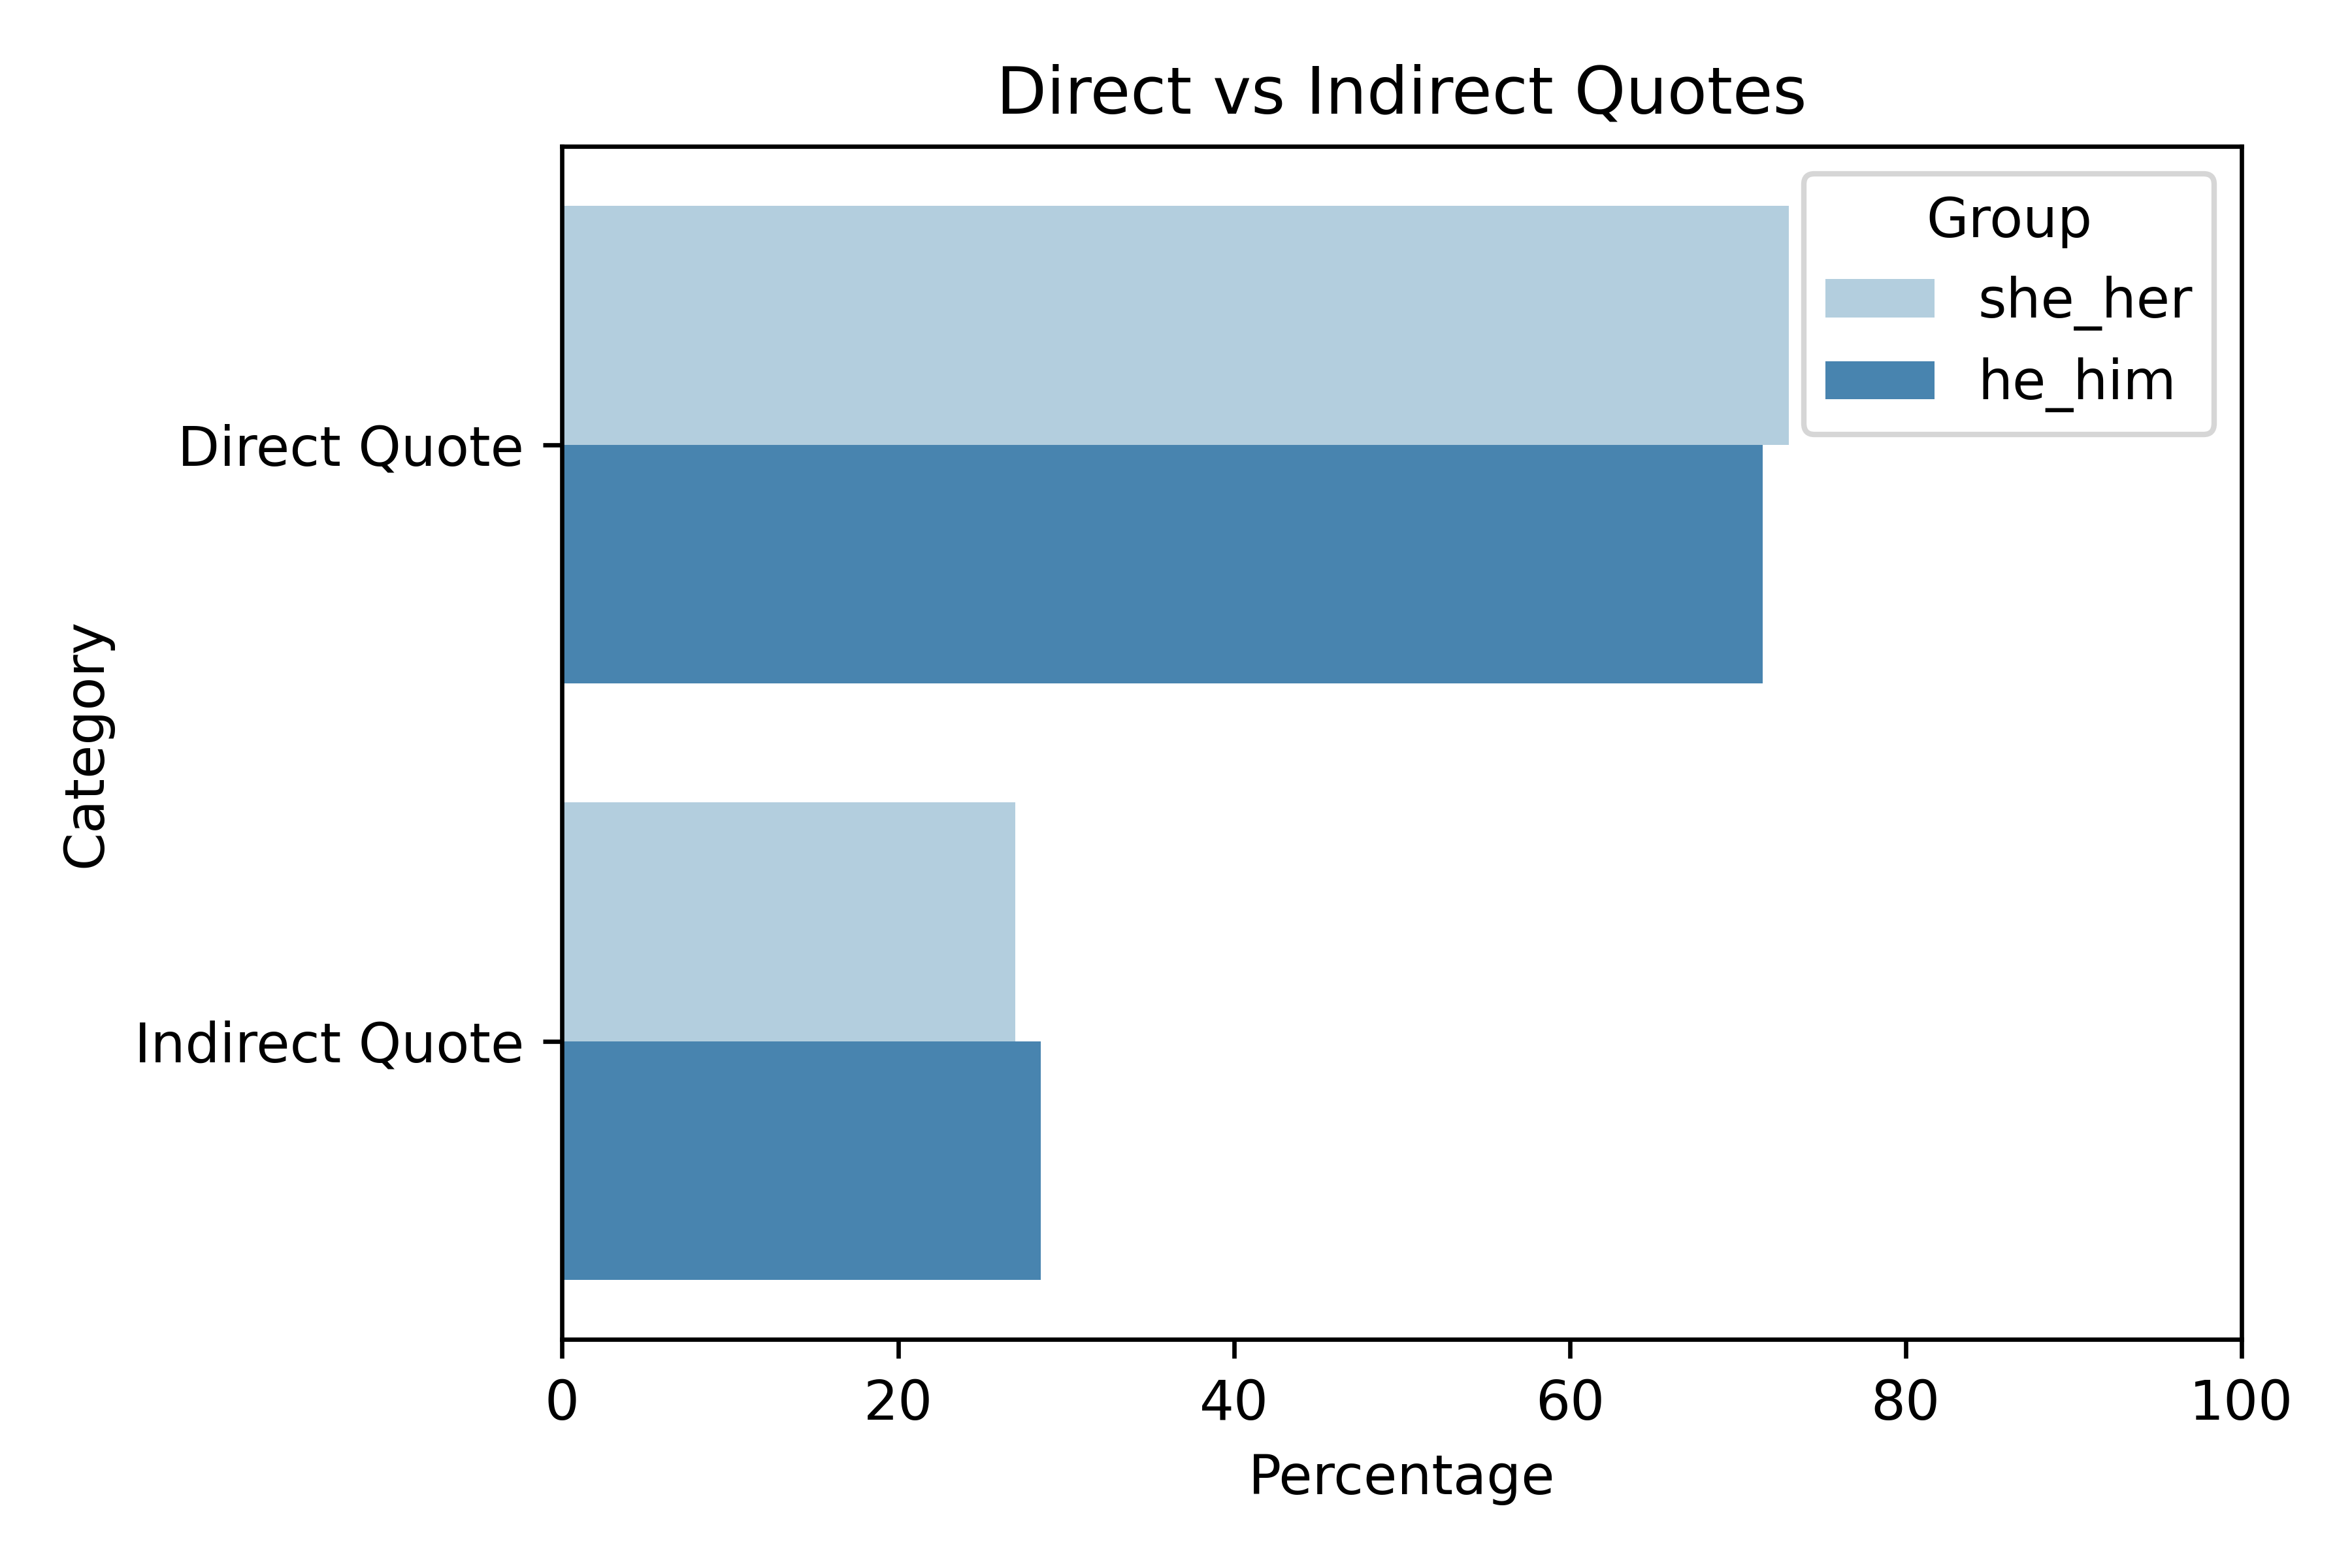 Direct vs Indirect Quotes
Group
she_her
he_him
Direct Quote
Indirect Quote
Category
0 20 40 60 80 100
Percentage